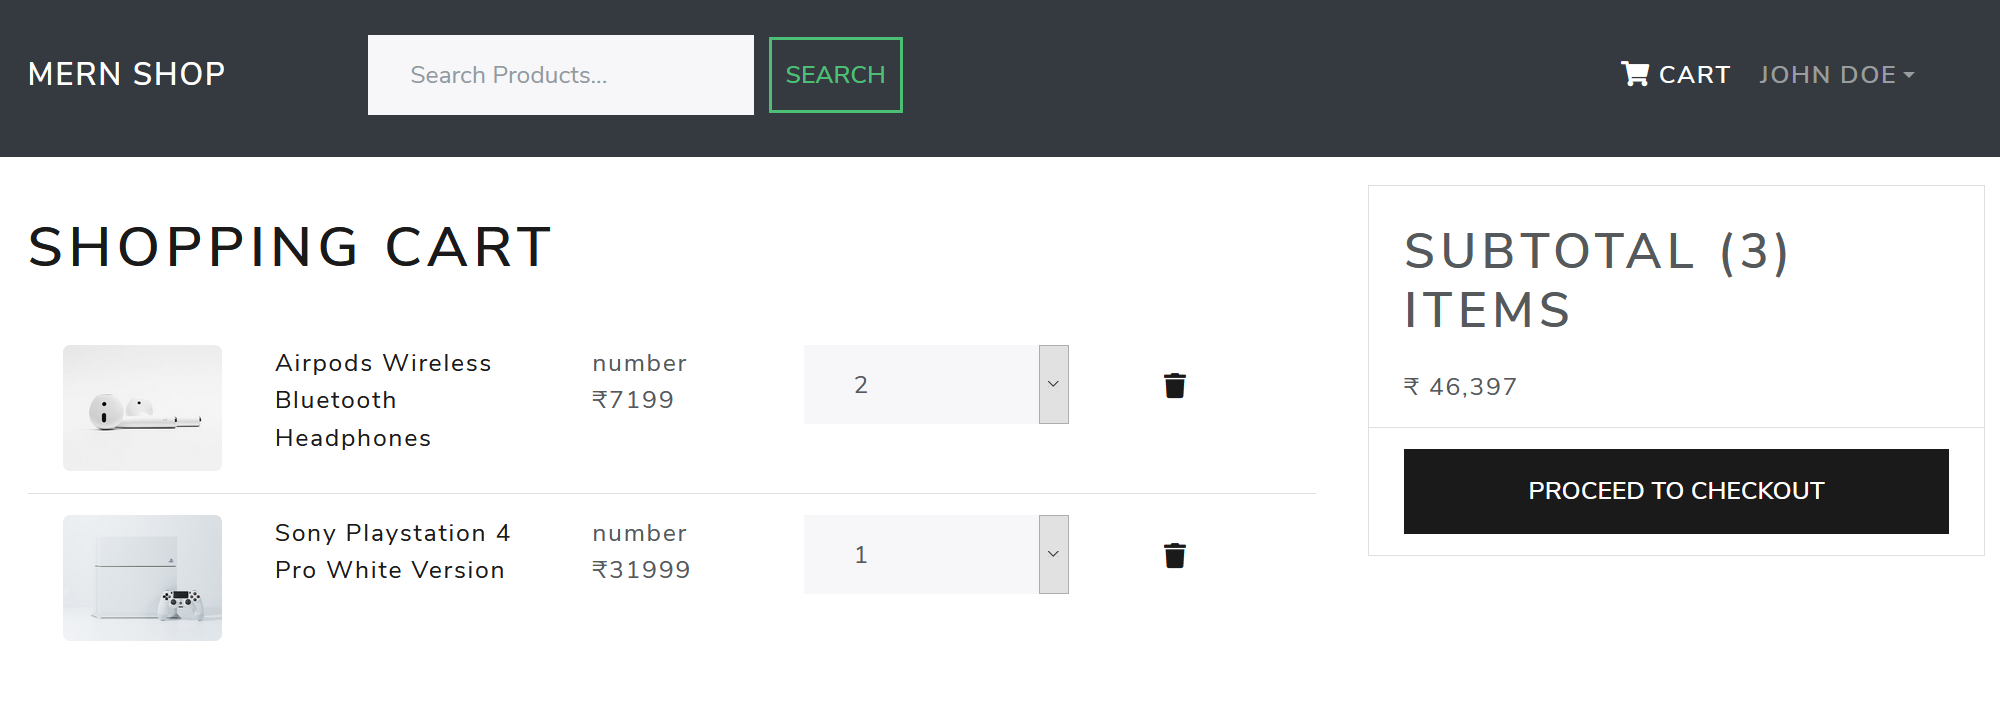 MERN SHOP
Search Products...
SEARCH
CART
JOHN DOE
SHOPPING CART
Airpods Wireless
Bluetooth
Headphones
number
₹7199
2
Sony Playstation 4
Pro White Version
number
₹31999
1
SUBTOTAL (3)
ITEMS
₹ 46,397
PROCEED TO CHECKOUT